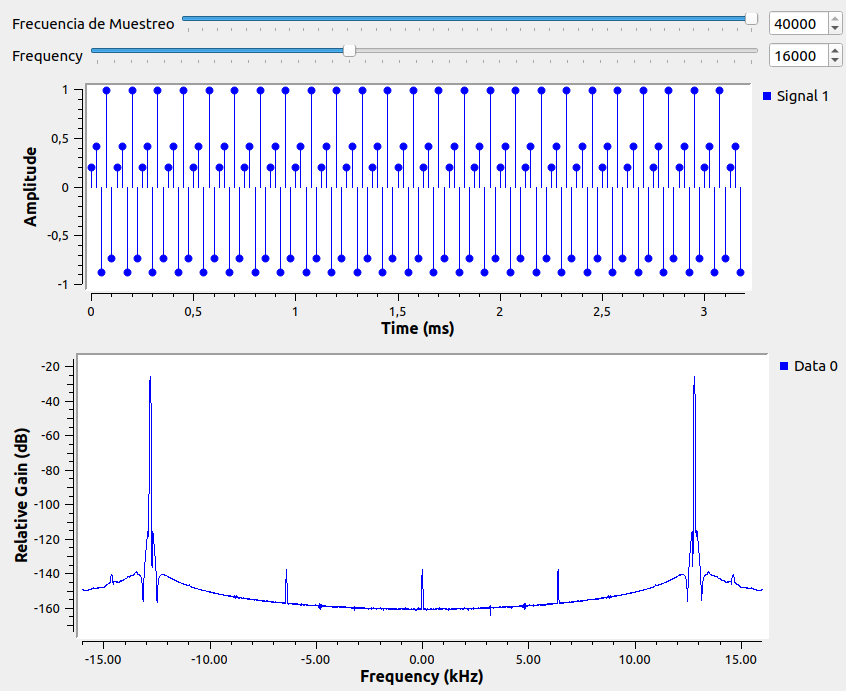 Frecuencia de Muestreo 40000
Frequency 16000
Signal 1
Amplitude
1
0,5
0
-0,5
-1
0 0,5 1 1,5 2 2,5 3
Time (ms)
Data 0
Relative Gain (dB)
-20
-40
-60
-80
-100
-120
-140
-160
-15.00 -10.00 -5.00 0.00 5.00 10.00 15.00
Frequency (kHz)